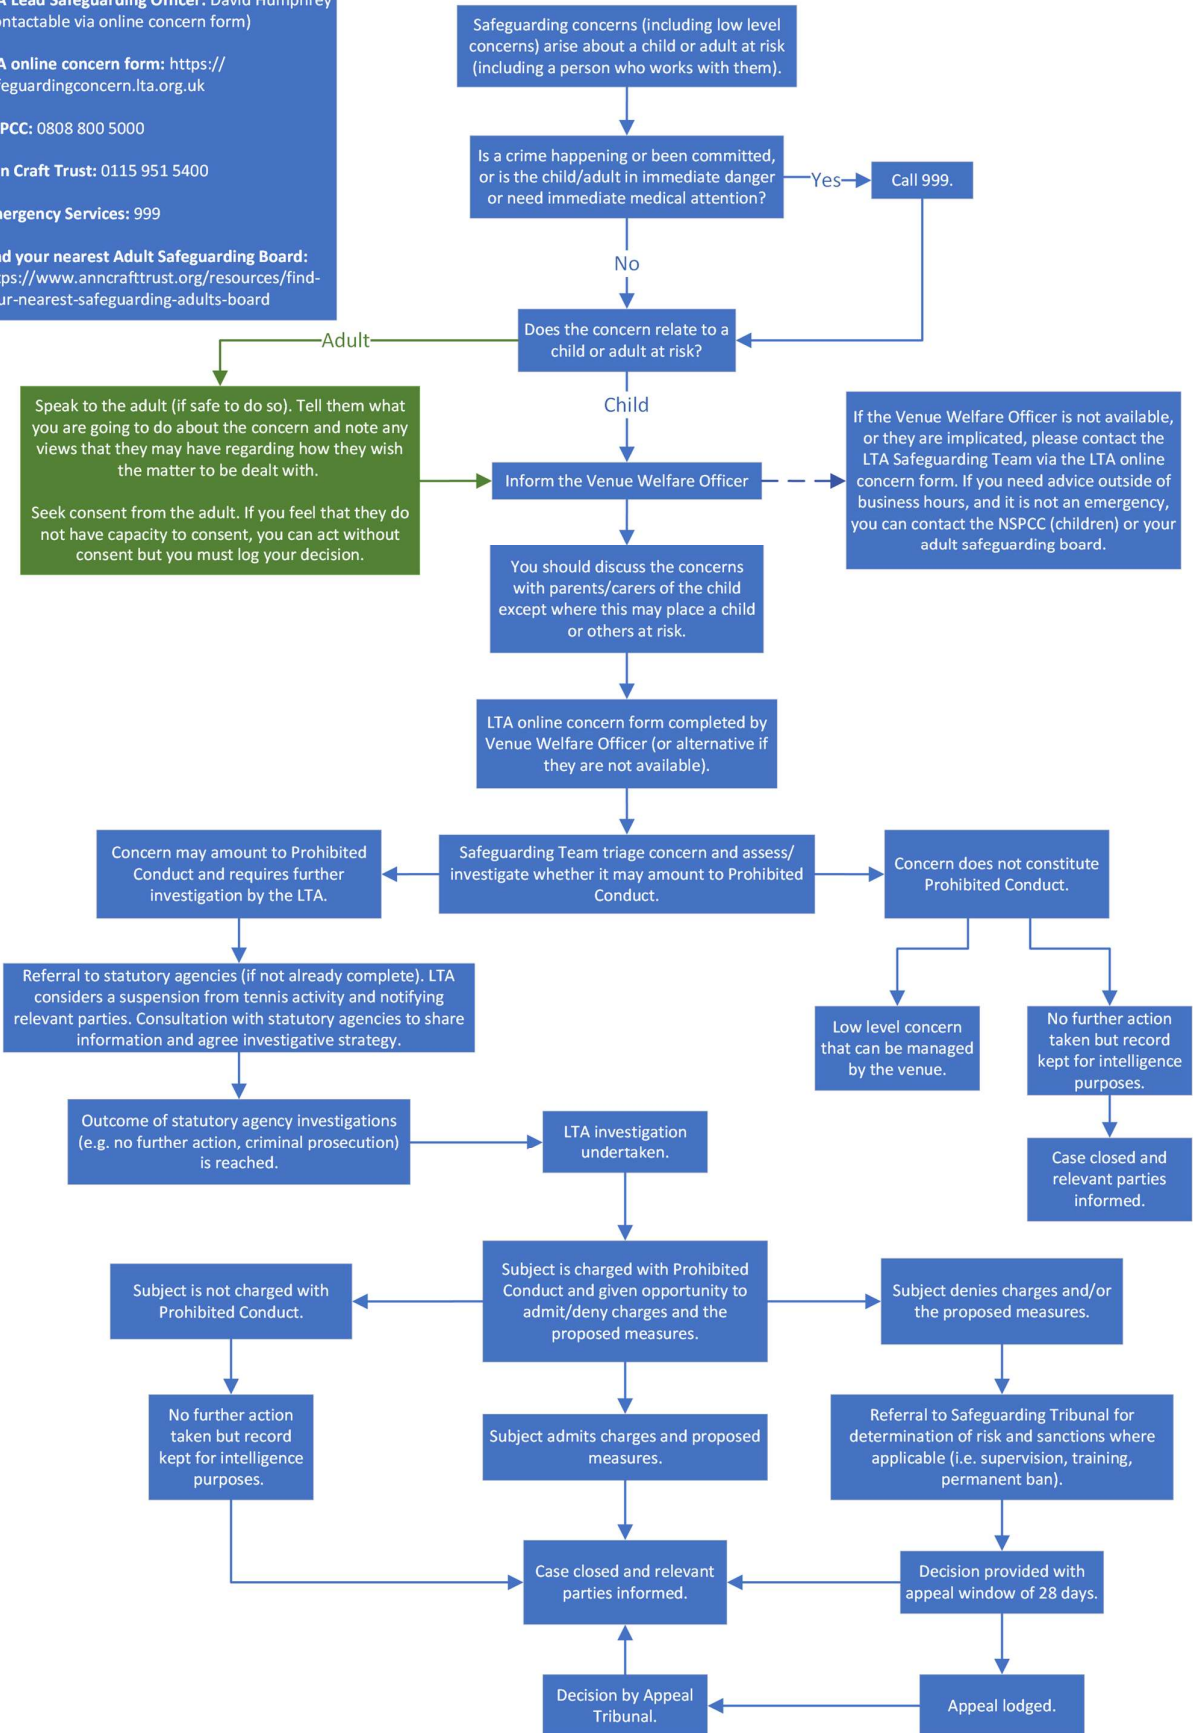 A Lead Safeguarding Officer: David Humphrey
ontactable via online concern form)
A online concern form: https://
feguardingconcern.lta.org.uk
PCC: 0808 800 5000
n Craft Trust: 0115 951 5400
ergency Services: 999
d your nearest Adult Safeguarding Board:
ps://www.anncrafttrust.org/resources/find-
ur-nearest-safeguarding-adults-board
Safeguarding concerns (including low level
concerns) arise about a child or adult at risk
(including a person who works with them).
Is a crime happening or been committed,
or is the child/adult in immediate danger
or need immediate medical attention?
Yes
Call 999.
No
Does the concern relate to a
child or adult at risk?
Adult
Child
Speak to the adult (if safe to do so). Tell them what
you are going to do about the concern and note any
views that they may have regarding how they wish
the matter to be dealt with.
Seek consent from the adult. If you feel that they do
not have capacity to consent, you can act without
consent but you must log your decision.
Inform the Venue Welfare Officer
If the Venue Welfare Officer is not available,
or they are implicated, please contact the
LTA Safeguarding Team via the LTA online
concern form. If you need advice outside of
business hours, and it is not an emergency,
you can contact the NSPCC (children) or your
adult safeguarding board.
You should discuss the concerns
with parents/carers of the child
except where this may place a child
or others at risk.
LTA online concern form completed by
Venue Welfare Officer (or alternative if
they are not available).
Concern may amount to Prohibited
Conduct and requires further
investigation by the LTA.
Safeguarding Team triage concern and assess/
investigate whether it may amount to Prohibited
Conduct.
Concern does not constitute
Prohibited Conduct.
Referral to statutory agencies (if not already complete). LTA
considers a suspension from tennis activity and notifying
relevant parties. Consultation with statutory agencies to share
information and agree investigative strategy.
Low level concern
that can be managed
by the venue.
No further action
taken but record
kept for intelligence
purposes.
Outcome of statutory agency investigations
(e.g. no further action, criminal prosecution)
is reached.
LTA investigation
undertaken.
Case closed and
relevant parties
informed.
Subject is not charged with
Prohibited Conduct.
Subject is charged with Prohibited
Conduct and given opportunity to
admit/deny charges and the
proposed measures.
Subject denies charges and/or
the proposed measures.
No further action
taken but record
kept for intelligence
purposes.
Subject admits charges and proposed
measures.
Referral to Safeguarding Tribunal for
determination of risk and sanctions where
applicable (i.e. supervision, training,
permanent ban).
Case closed and relevant
parties informed.
Decision provided with
appeal window of 28 days.
Decision by Appeal
Tribunal.
Appeal lodged.